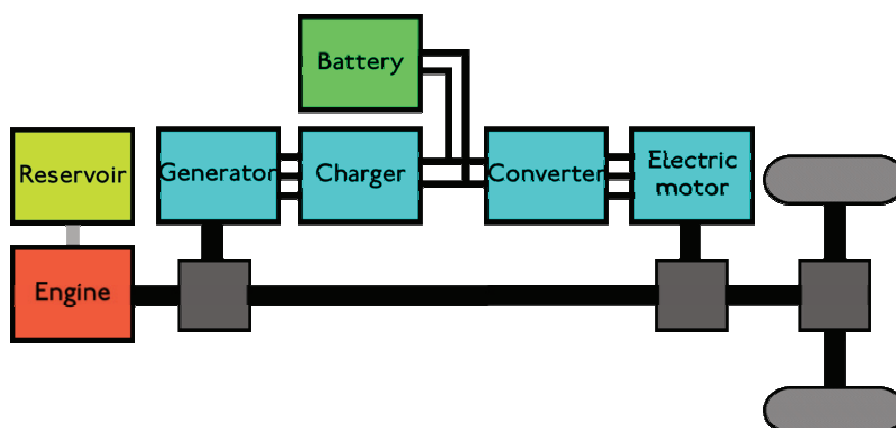 Battery
Reservoir
Generator
Charger
Converter
Electric
motor
Engine